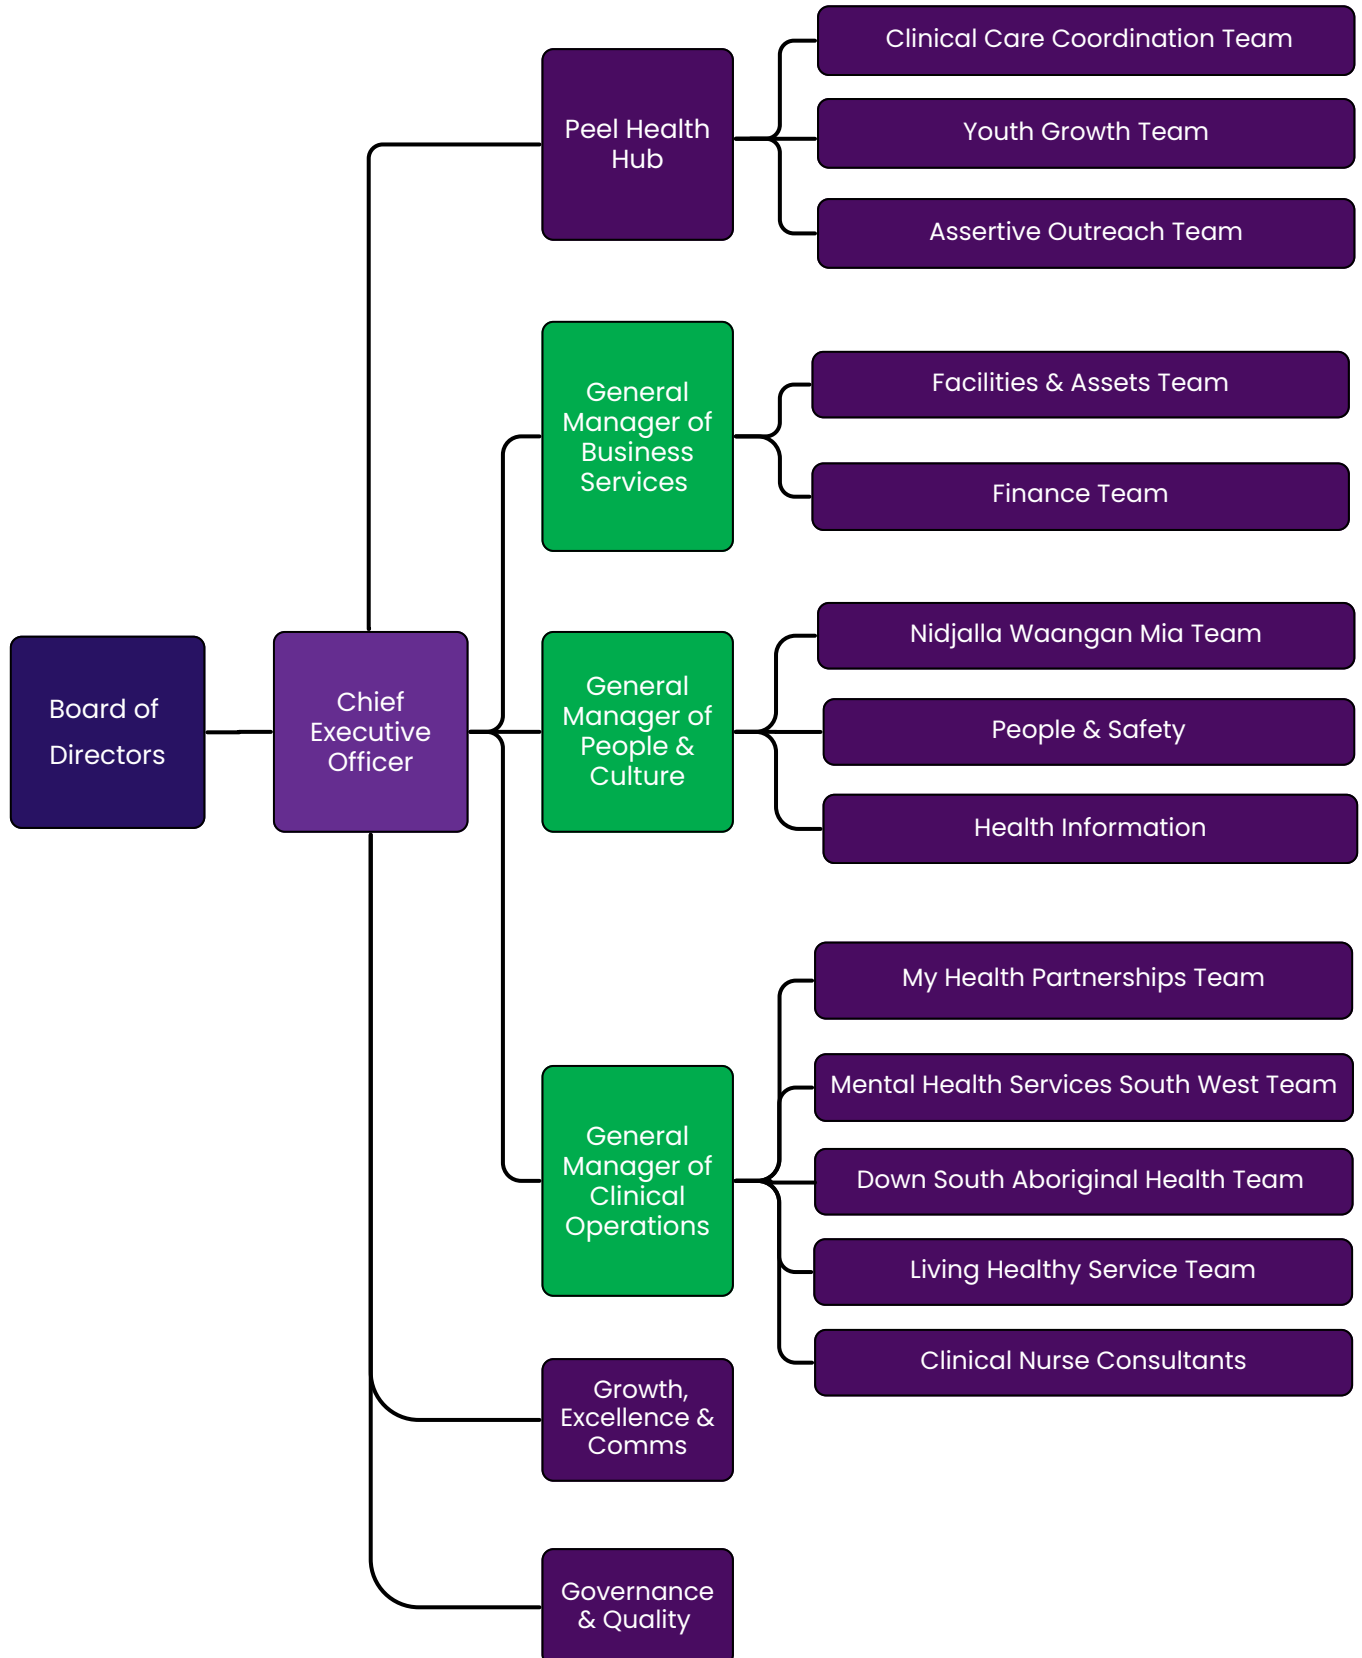 Board of
Directors
Chief
Executive
Officer
Peel Health
Hub
Clinical Care Coordination Team
Youth Growth Team
Assertive Outreach Team
General
Manager of
Business
Services
Facilities & Assets Team
Finance Team
General
Manager of
People &
Culture
Nidjalla Waangan Mia Team
People & Safety
Health Information
General
Manager of
Clinical
Operations
My Health Partnerships Team
Mental Health Services South West Team
Down South Aboriginal Health Team
Living Healthy Service Team
Clinical Nurse Consultants
Growth,
Excellence &
Comms
Governance
& Quality